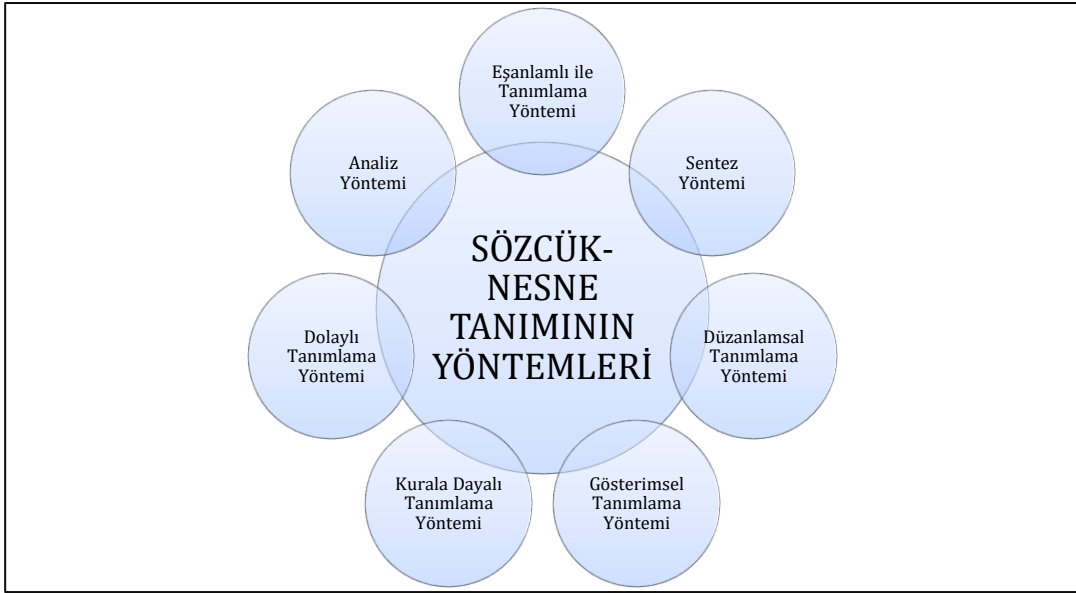 Eşanlamlı ile
Tanımlama
Yöntemi
Sentez
Yöntemi
Düzanlamsal
Tanımlama
Yöntemi
Gösterimsel
Tanımlama
Yöntemi
Kurala Dayalı
Tanımlama
Yöntemi
Dolaylı
Tanımlama
Yöntemi
Analiz
Yöntemi
SÖZCÜK-
NESNE
TANIMININ
YÖNTEMLERİ